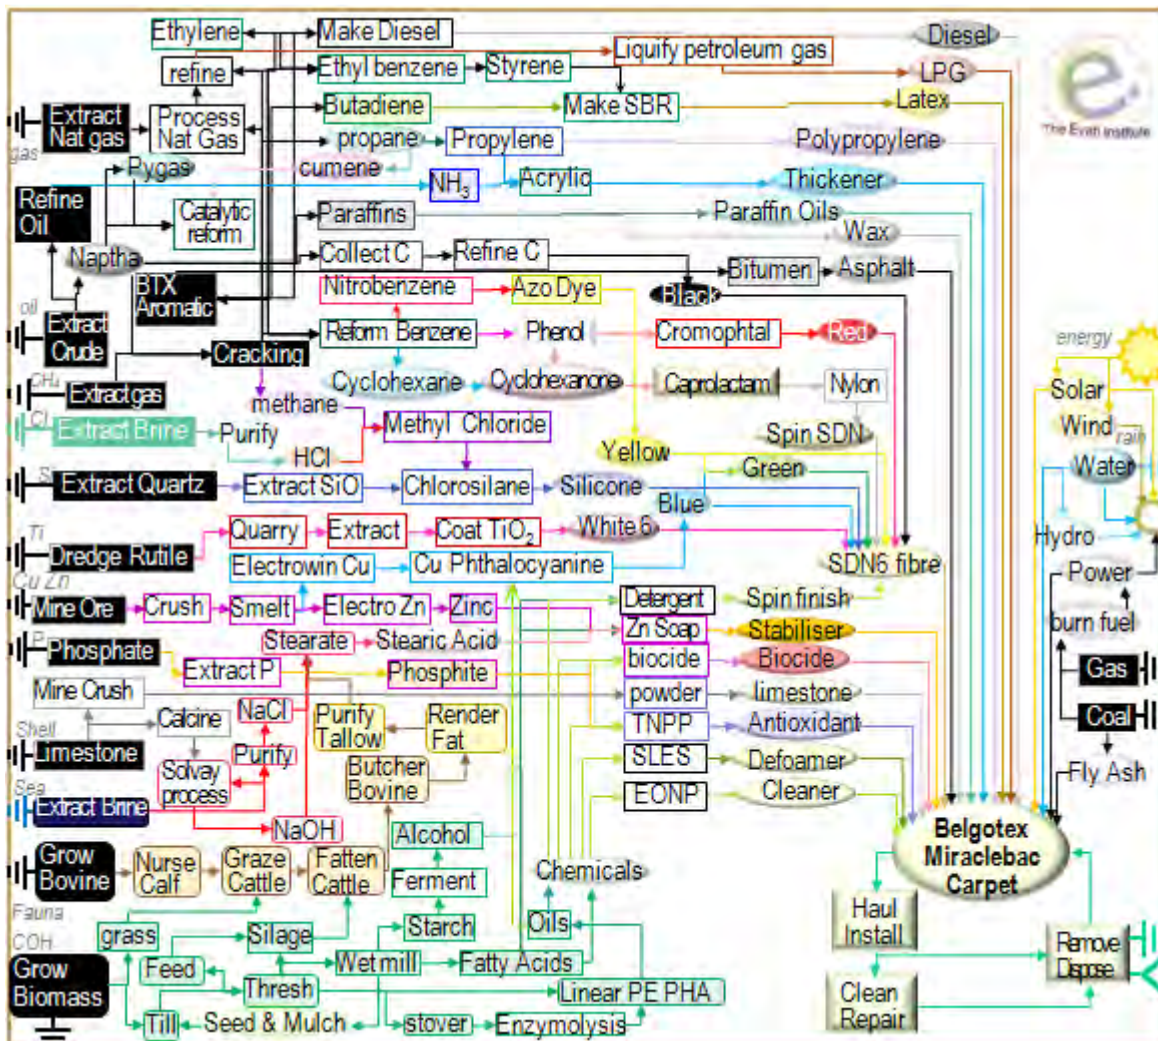 Ethylene
Make Diesel
Diesel
Liquify petroleum gas
refine
Ethyl benzene
Styrene
LPG
Butadiene
Make SBR
Latex
e.
The Evah Institute
Extract
Nat gas
Process
Nat Gas
propane
Propylene
Polypropylene
gas
Pygas
cumene
NH3
Acrylic
Thickener
Refine
Oil
Catalytic
reform
Paraffins
Paraffin Oils
Wax
Naptha
Collect C
Refine C
Bitumen
Asphalt
BTX
Aromatic
Nitrobenzene
Azo Dye
Black
oil
Extract
Crude
Reform Benzene
Phenol
Cromophtal
Red
energy
Cracking
CH4
Extract gas
Cyclohexane
Cyclohexanone
Caprolactam
Nylon
Solar
methane
Cl
Extract Brine
Purify
Methyl Chloride
Spin SDN
Wind
rain
HCl
Yellow
Green
Water
S
Extract Quartz
Extract SiO
Chlorosilane
Silicone
Blue
Ti
Dredge Rutile
Quarry
Extract
Coat TiO2
White 6
Hydro
Electrowin Cu
Cu Phthalocyanine
SDN6 fibre
Power
Cu Zn
Mine Ore
Crush
Smelt
Electro Zn
Zinc
Detergent
Spin finish
burn fuel
P
Phosphate
Stearate
Stearic Acid
Zn Soap
Stabiliser
Extract P
Phosphite
biocide
Biocide
Gas
Mine Crush
powder
limestone
Coal
Calcine
NaCl
Purify
Tallow
Render
Fat
TNPP
Antioxidant
Shell
Limestone
Purify
SLES
Defoamer
Fly Ash
Solvay
process
Butcher
Bovine
Sea
Extract Brine
EONP
Cleaner
NaOH
Alcohol
Belgotex
Miraclebac
Carpet
Grow
Bovine
Nurse
Calf
Graze
Cattle
Fatten
Cattle
Ferment
Chemicals
Fauna
COH
grass
Silage
Starch
Oils
Haul
Install
Remove
Dispose
Grow
Biomass
Feed
Wet mill
Fatty Acids
Thresh
Linear PE PHA
Clean
Repair
Till
Seed & Mulch
stover
Enzymolysis